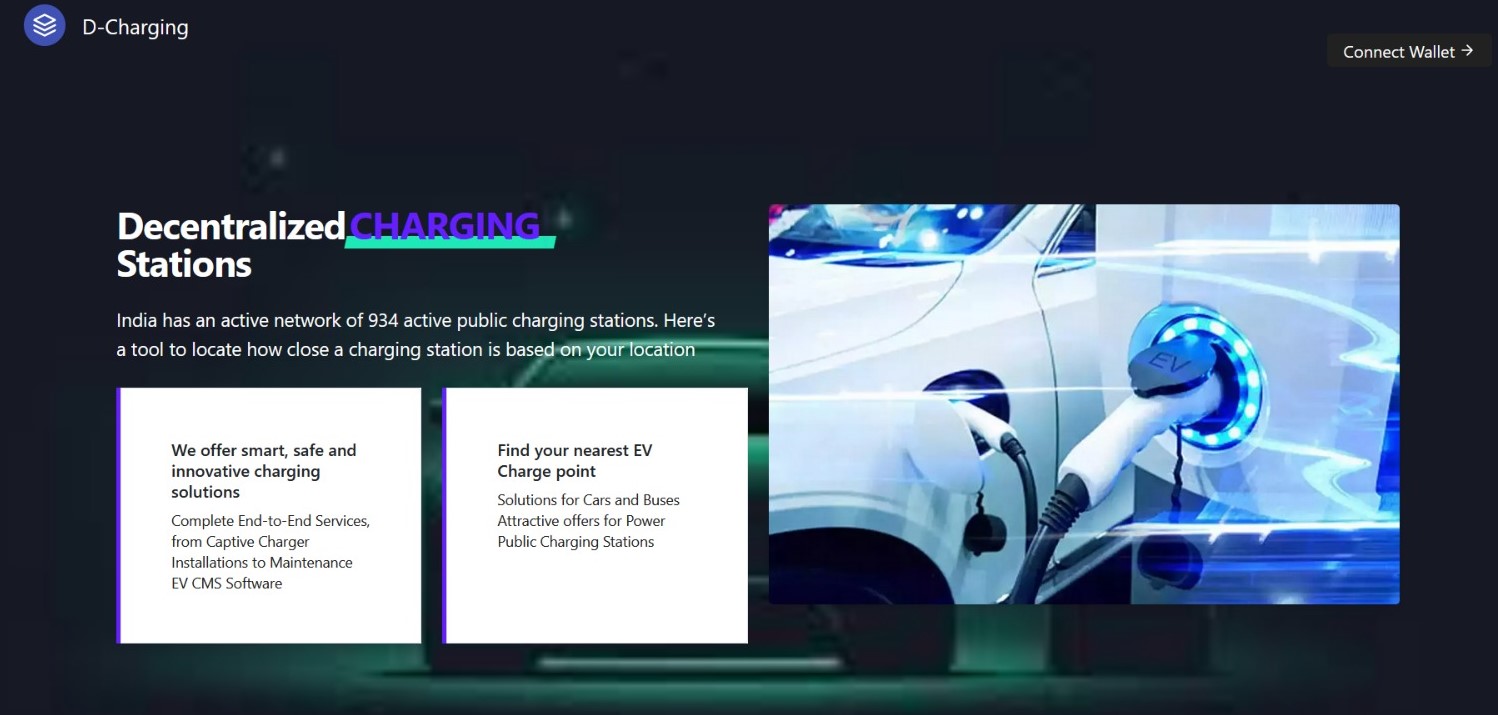 D-Charging
Connect Wallet →
Decentralized CHARGING
Stations
India has an active network of 934 active public charging stations. Here's
a tool to locate how close a charging station is based on your location
We offer smart, safe and
innovative charging
solutions
Complete End-to-End Services,
from Captive Charger
Installations to Maintenance
EV CMS Software
Find your nearest EV
Charge point
Solutions for Cars and Buses
Attractive offers for Power
Public Charging Stations
EV